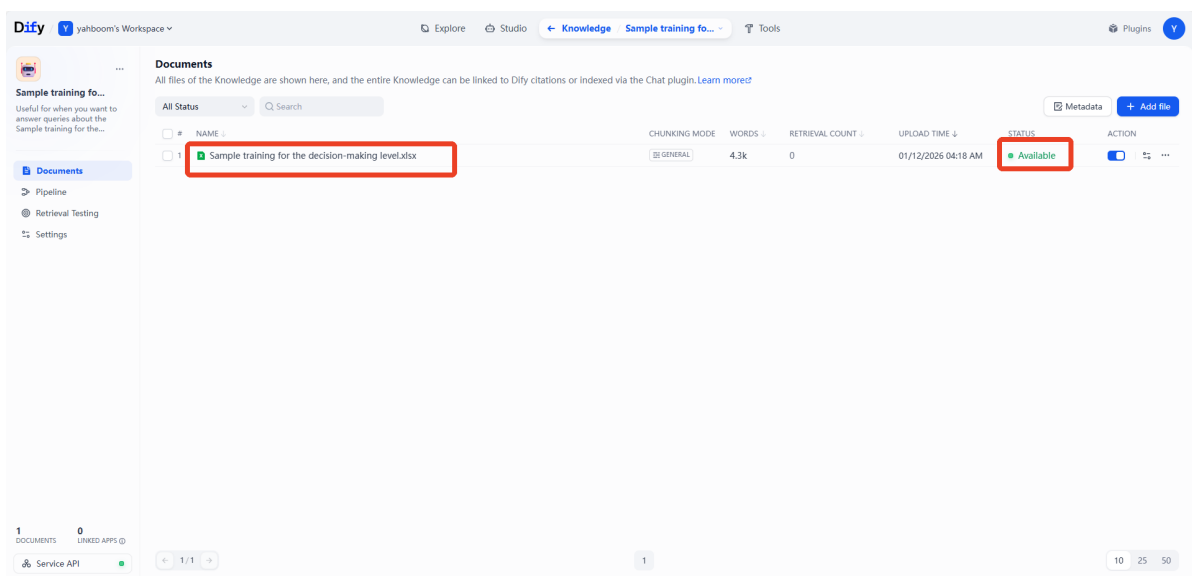 Dify / Y yahboom's Workspace
Explore Studio Knowledge / Sample training fo... Tools
Plugins Y
Sample training fo...
Useful for when you want to
answer queries about the
Sample training for the...
Documents
Pipeline
Retrieval Testing
Settings
1 0
DOCUMENTS LINKED APPS
Service API
Documents
All files of the Knowledge are shown here, and the entire Knowledge can be linked to Dify citations or indexed via the Chat plugin. Learn more
All Status Search Metadata + Add file
# NAME CHUNKING MODE WORDS RETRIEVAL COUNT UPLOAD TIME STATUS ACTION
1 Sample training for the decision-making level.xlsx GENERAL 4.3k 0 01/12/2026 04:18 AM Available
1/1 1 10 25 50